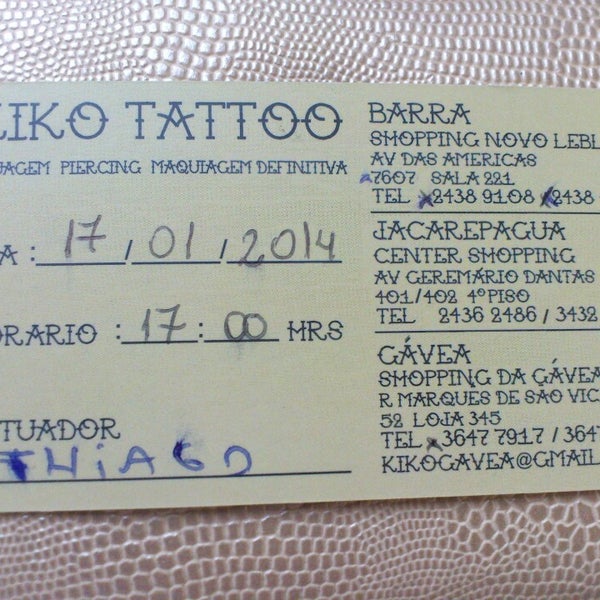 KIKO TATTOO
UAGEM PIERCING MAQUIAGEM DEFINITIVA
A : 17 / 01 / 2014
ORARIO : 17 : 00 HRS
TUADOR
THIAGO
BARRA
SHOPPING NOVO LEBL
AV DAS AMERICAS
7607 SALA 221
TEL 2438 9108 / 2438
JACAREPAGUA
CENTER SHOPPING
AV GEREMÁRIO DANTAS
401/402 4º PISO
TEL 2436 2486 / 3432
GÁVEA
SHOPPING DA GÁVEA
R MARQUES DE SAO VIC
52 LOJA 345
TEL 3647 7917 / 364
KIKOGAVEA@GMAIL